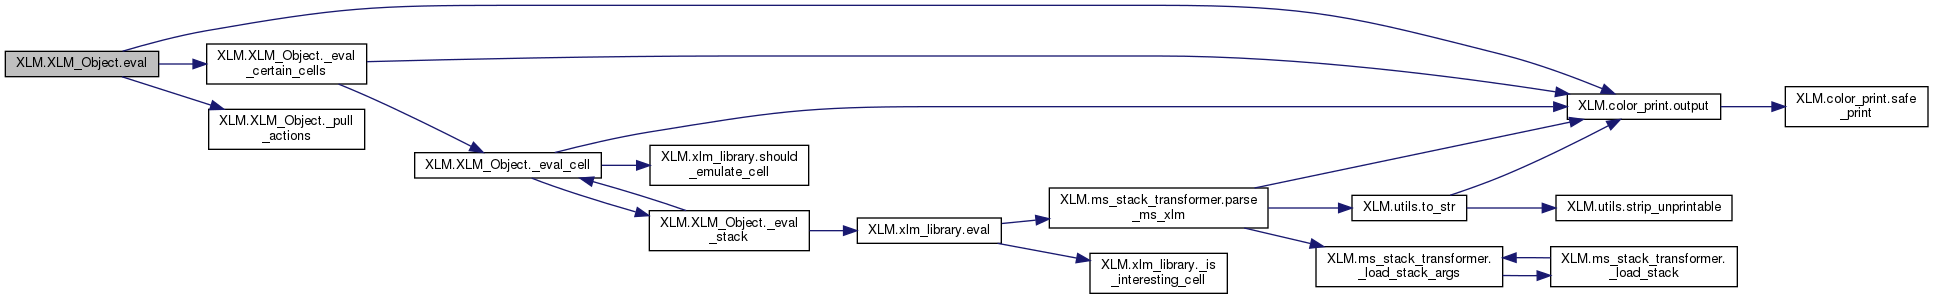 XLM.XLM_Object.eval
XLM.XLM_Object._eval
_certain_cells
XLM.XLM_Object._pull
_actions
XLM.XLM_Object._eval_cell
XLM.xlm_library.should
_emulate_cell
XLM.XLM_Object._eval
_stack
XLM.xlm_library.eval
XLM.ms_stack_transformer.parse
_ms_xlm
XLM.xlm_library._is
_interesting_cell
XLM.utils.to_str
XLM.ms_stack_transformer.
_load_stack_args
XLM.color_print.output
XLM.utils.strip_unprintable
XLM.ms_stack_transformer.
_load_stack
XLM.color_print.safe
_print